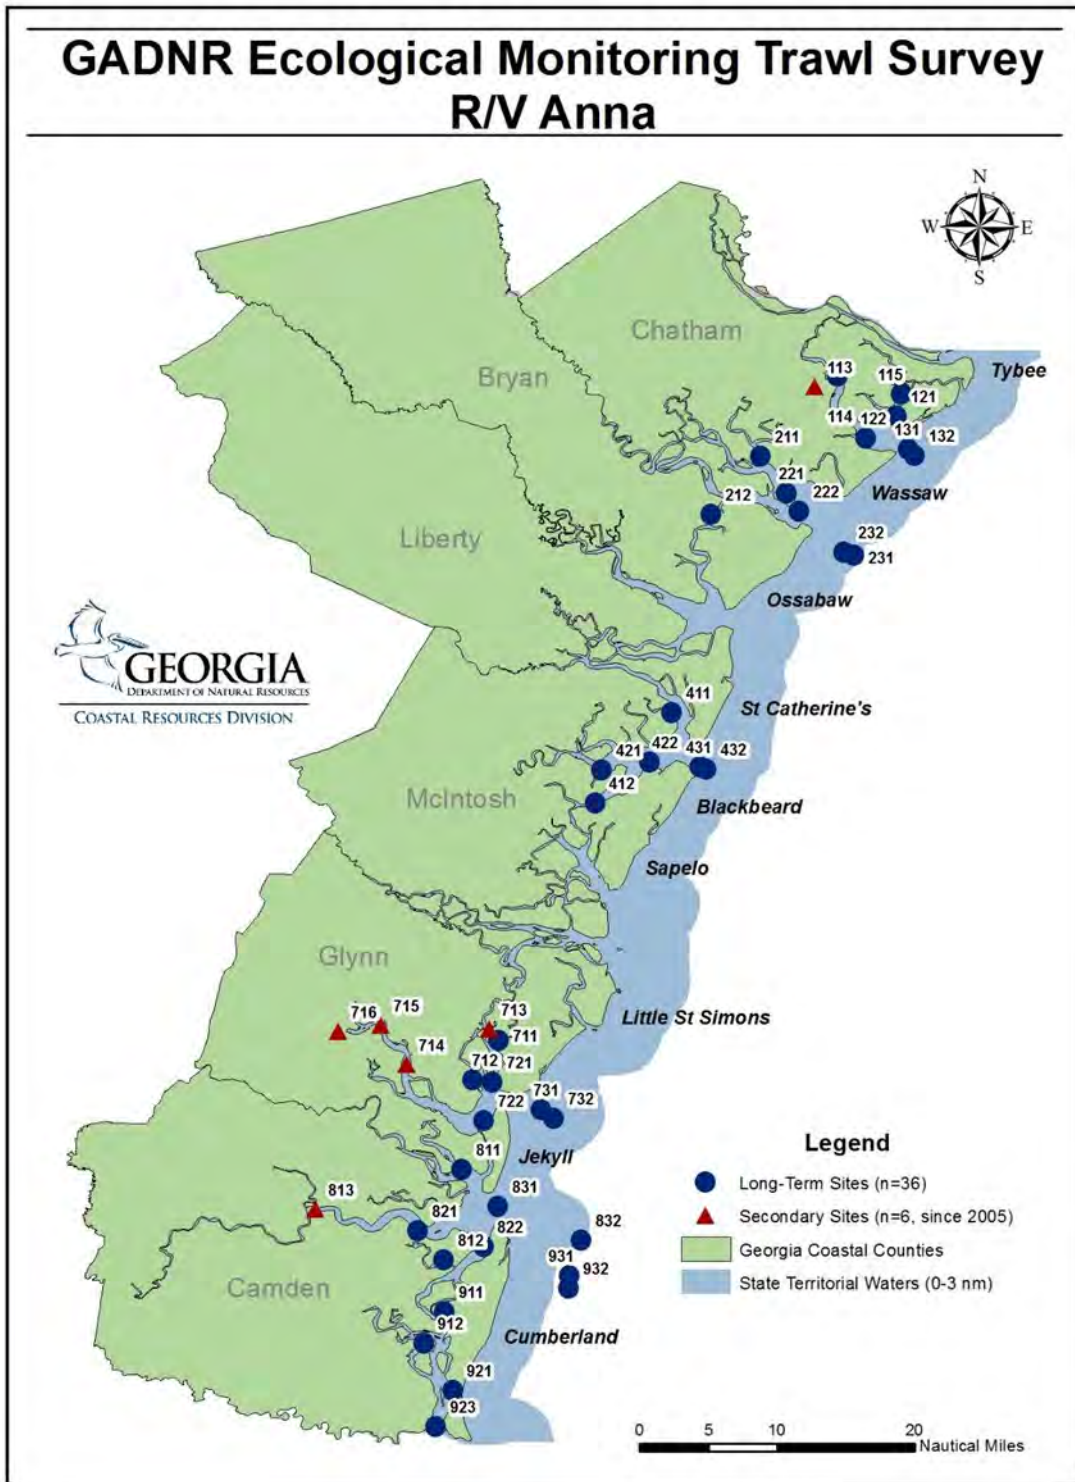 GADNR Ecological Monitoring Trawl Survey
R/V Anna
N
W E
S
Chatham
Bryan
Liberty
McIntosh
Glynn
Camden
Tybee
Wassaw
Ossabaw
St Catherine's
Blackbeard
Sapelo
Little St Simons
Jekyll
Cumberland
113
115
121
114
122
131
132
211
221
222
212
232
231
411
421
422
431
432
412
716
715
713
711
714
712
721
722
731
732
811
813
831
821
822
812
832
931
932
911
912
921
923
GEORGIA
DEPARTMENT OF NATURAL RESOURCES
COASTAL RESOURCES DIVISION
Legend
Long-Term Sites (n=36)
Secondary Sites (n=6, since 2005)
Georgia Coastal Counties
State Territorial Waters (0-3 nm)
0 5 10 20
Nautical Miles